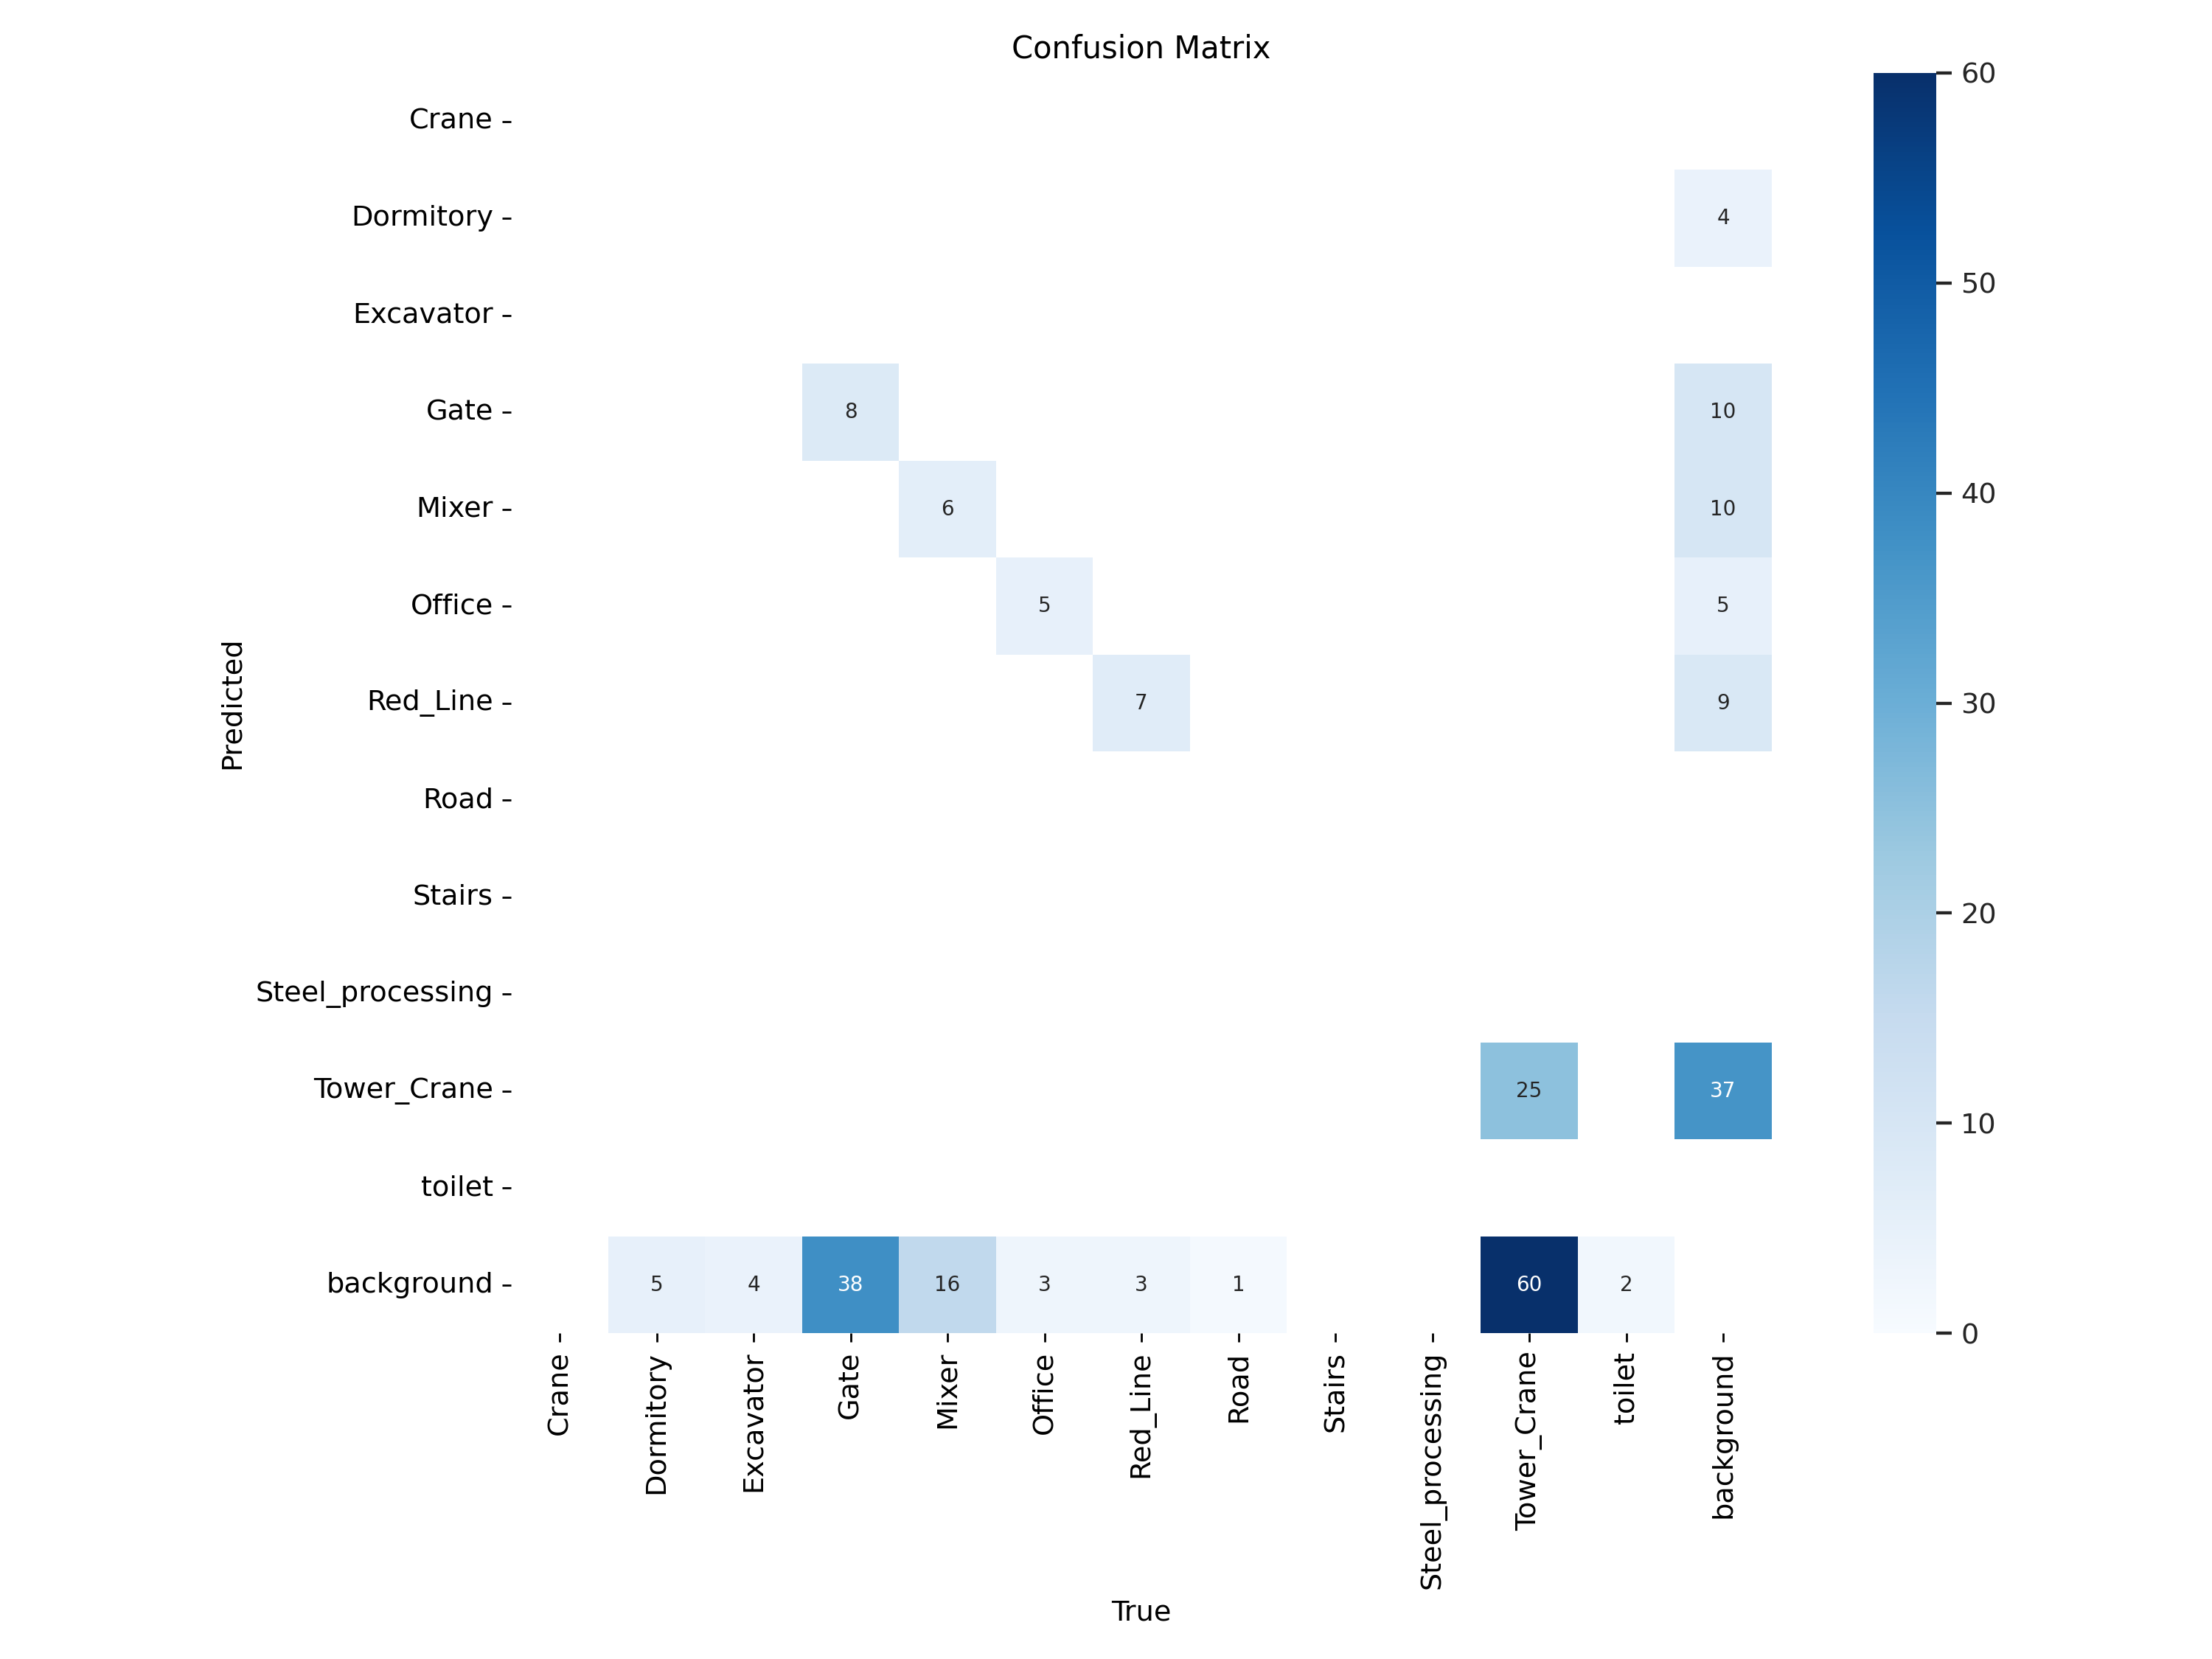 Confusion Matrix
Crane
Dormitory 4
Excavator
Gate 8 10
Mixer 6 10
Office 5 5
Red_Line 7 9
Road
Stairs
Steel_processing
Tower_Crane 25 37
toilet
background 5 4 38 16 3 3 1 60 2
Predicted
Crane
Dormitory
Excavator
Gate
Mixer
Office
Red_Line
Road
Stairs
Steel_processing
Tower_Crane
toilet
background
True
60
50
40
30
20
10
0